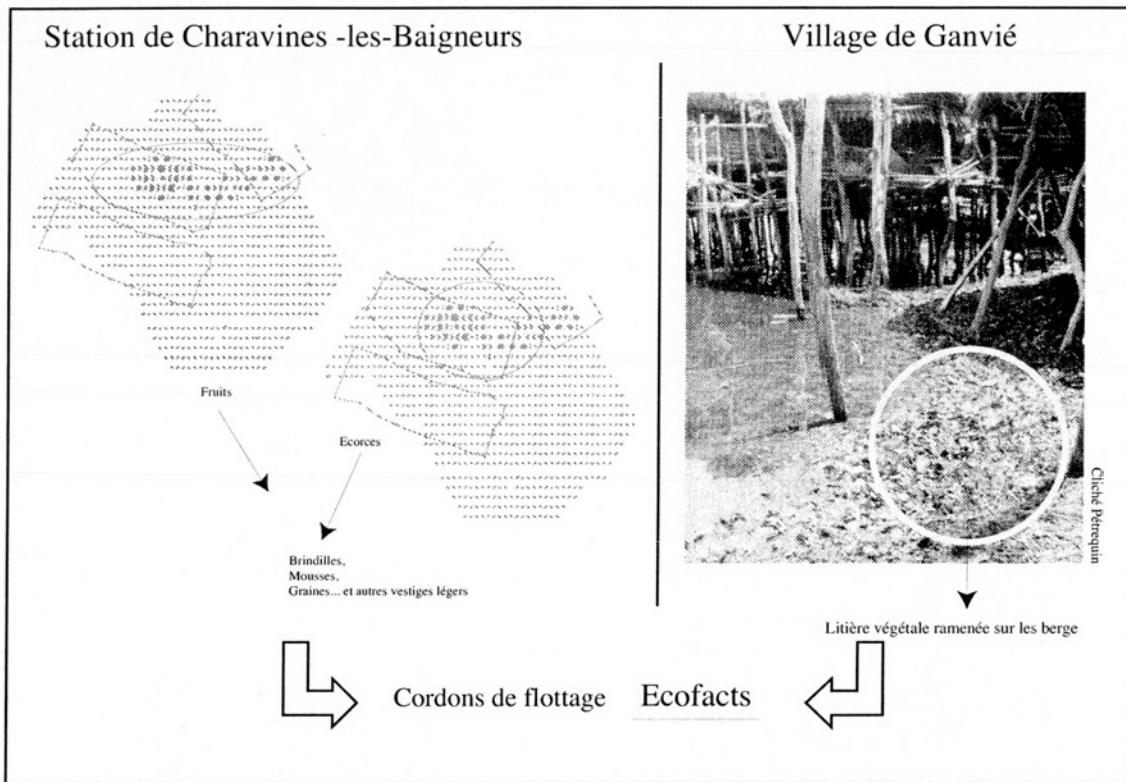 Station de Charavines -les-Baigneurs
Village de Ganvié
Fruits
Ecorces
Brindilles,
Mousses,
Graines... et autres vestiges légers
Cliché Pétrequin
Litière végétale ramenée sur les berge
Cordons de flottage Ecofacts